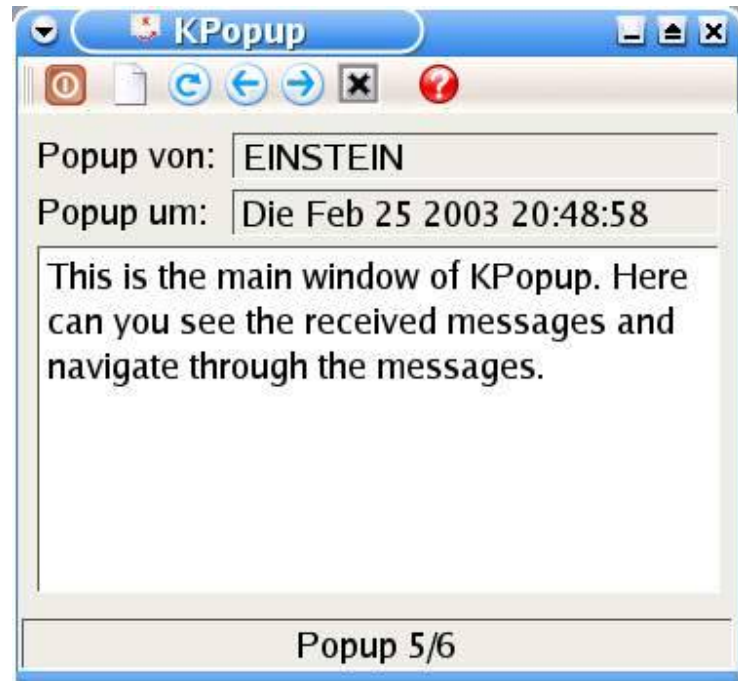 KPopup
Popup von: EINSTEIN
Popup um: Die Feb 25 2003 20:48:58
This is the main window of KPopup. Here
can you see the received messages and
navigate through the messages.
Popup 5/6